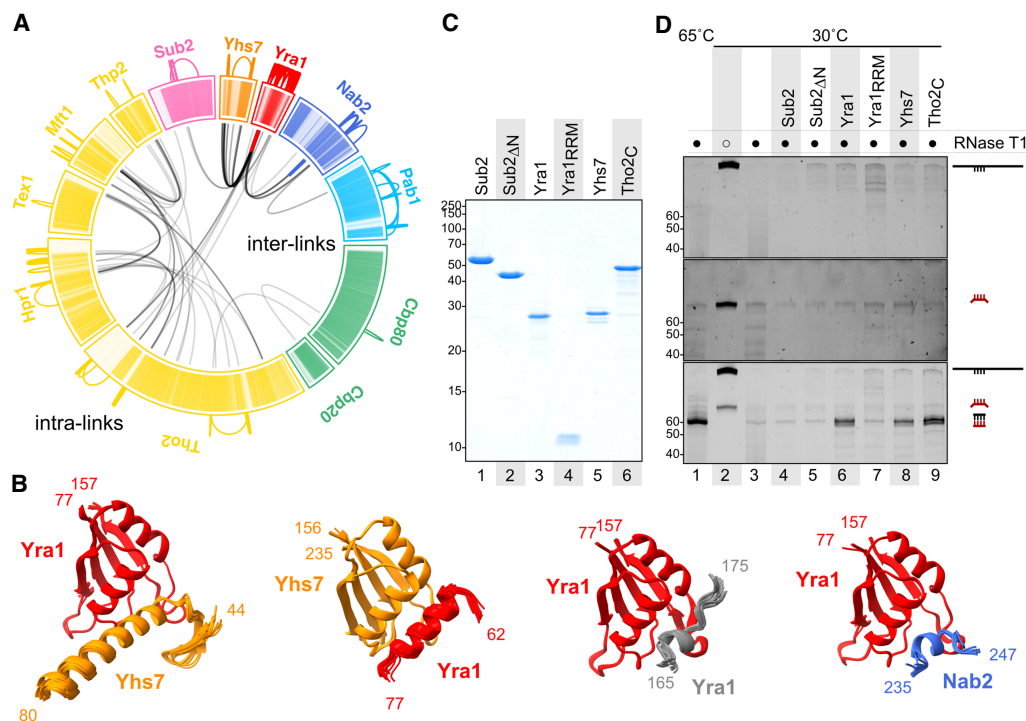 A
Sub2
Yhs7
Yra1
Nab2
Pab1
Cbp80
Cbp20
Tho2
Hpr1
Tex1
Mft1
Thp2
inter-links
intra-links
B
77 157
Yra1
44
Yhs7
80
156
235
Yhs7
62
Yra1
77
77 157
Yra1
175
165
Yra1
157
77
Yra1
247
235
Nab2
C
Sub2
Sub2ΔN
Yra1
Yra1RRM
Yhs7
Tho2C
250
150
100
70
50
40
30
20
15
10
1 2 3 4 5 6
D
65°C 30°C
Sub2
Sub2ΔN
Yra1
Yra1RRM
Yhs7
Tho2C
RNase T1
60
50
40
60
50
40
60
50
40
1 2 3 4 5 6 7 8 9